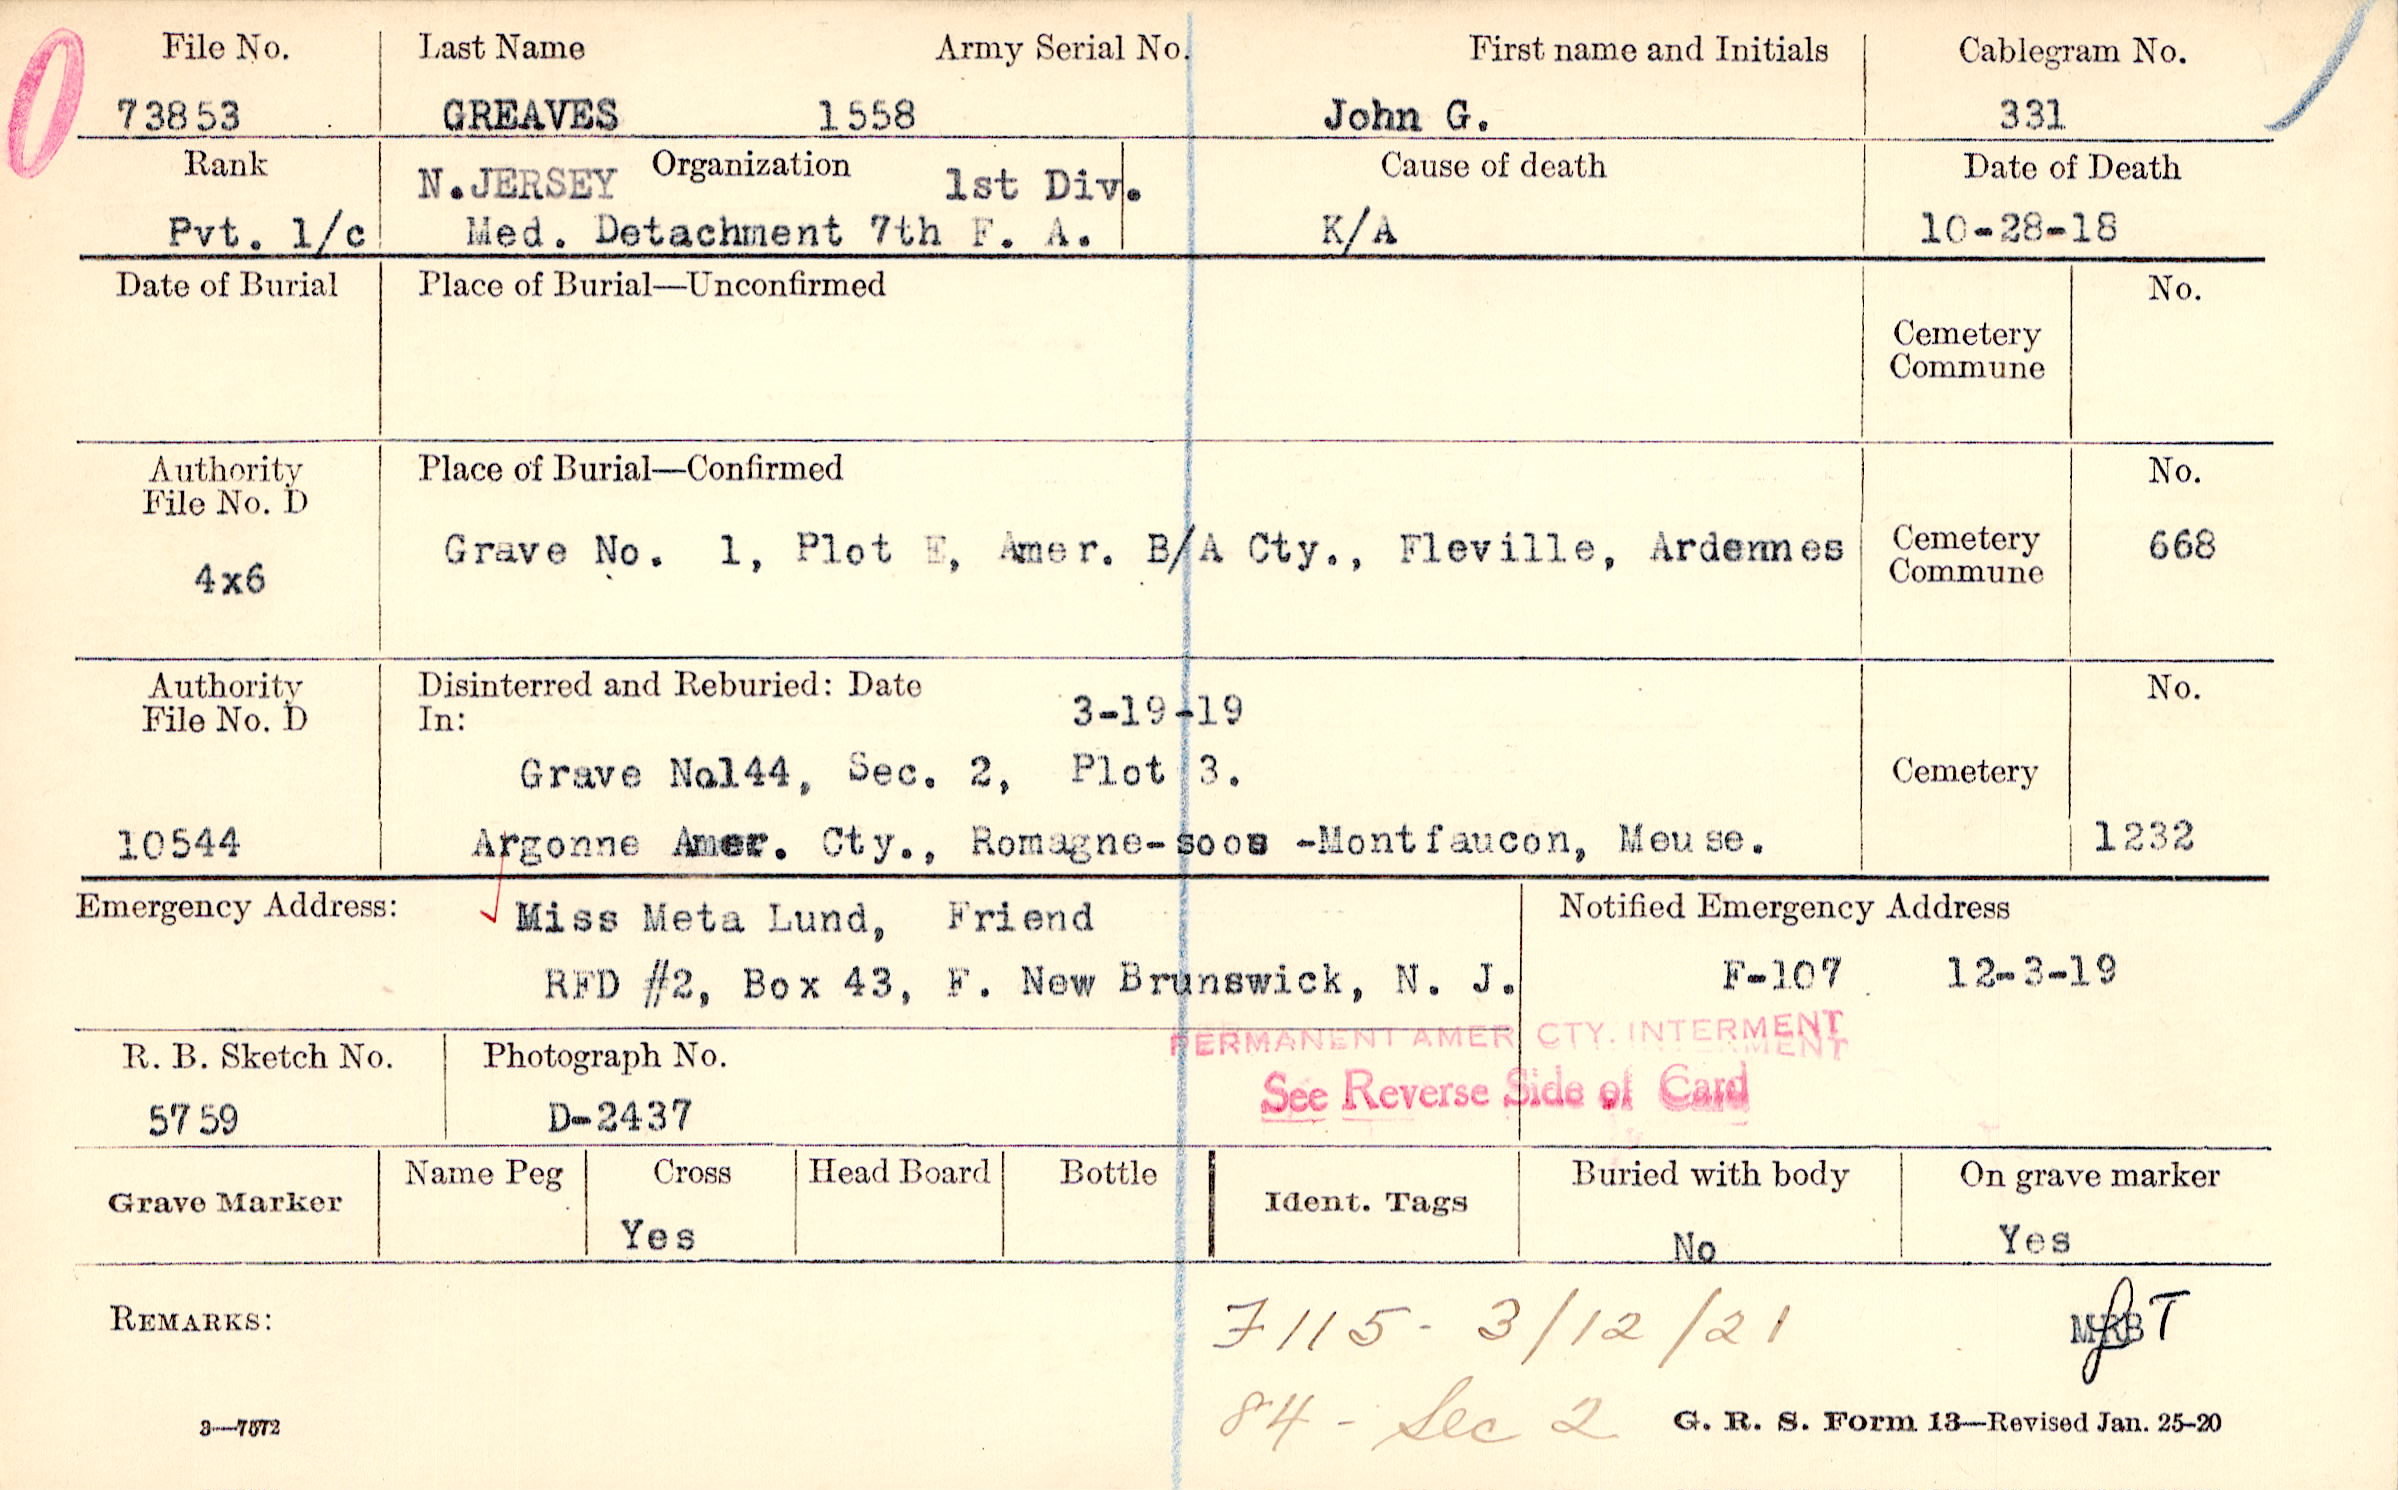 File No. Last Name Army Serial No. First name and Initials Cablegram No.
73853 GREAVES 1558 John G. 331
Rank Organization Cause of death Date of Death
N.JERSEY 1st Div.
Pvt. 1/c Med. Detachment 7th F. A. K/A 10-28-18
Date of Burial Place of Burial—Unconfirmed No.
Cemetery
Commune
Authority Place of Burial—Confirmed No.
File No. D
Grave No. 1, Plot E, Amer. B/A Cty., Fleville, Ardennes Cemetery 668
4x6 Commune
Authority Disinterred and Reburied: Date No.
File No. D In: 3-19-19
Grave No144, Sec. 2, Plot 3. Cemetery
10544 Argonne Amer. Cty., Romagne-soos -Montfaucon, Meuse. 1232
Emergency Address: Miss Meta Lund, Friend Notified Emergency Address
RFD #2, Box 43, F. New Brunswick, N. J. F-107 12-3-19
PERMANENT AMER CTY. INTERMENT
R. B. Sketch No. Photograph No.
See Reverse Side of Card
5759 D-2437
Grave Marker Name Peg Cross Head Board Bottle Ident. Tags Buried with body On grave marker
Yes No Yes
REMARKS: F115 - 3/12/21 MRB T
84 - Sec 2
3—7572 G. R. S. Form 13—Revised Jan. 25-20